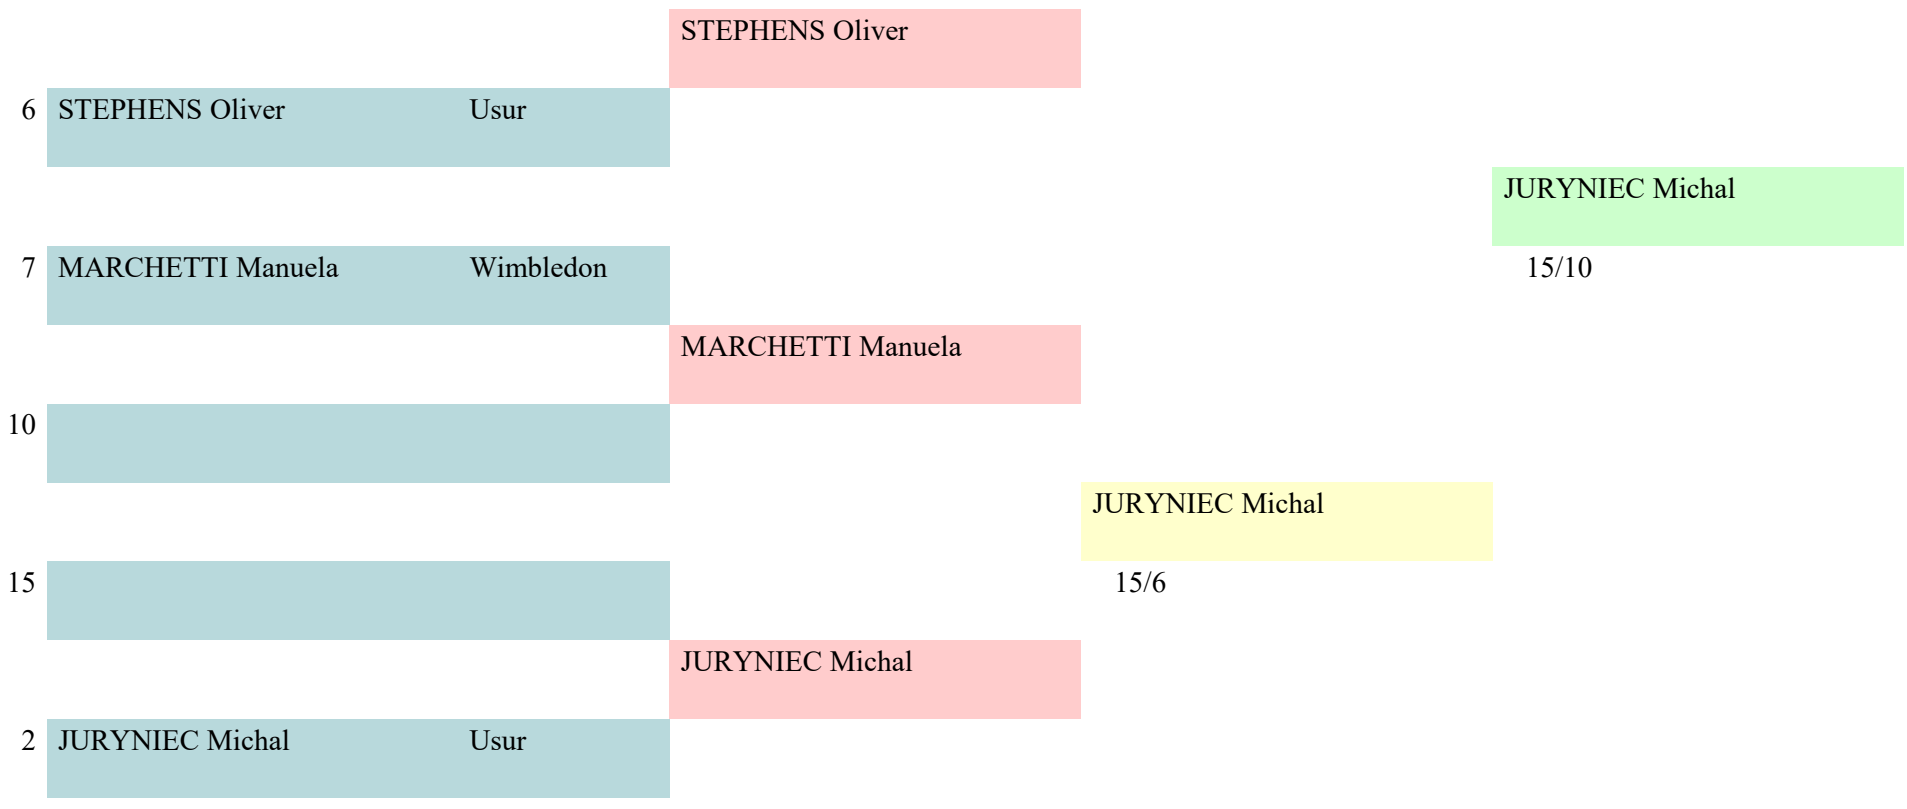 STEPHENS Oliver
6 STEPHENS Oliver Usur
JURYNIEC Michal
7 MARCHETTI Manuela Wimbledon 15/10
MARCHETTI Manuela
10
JURYNIEC Michal
15 15/6
JURYNIEC Michal
2 JURYNIEC Michal Usur